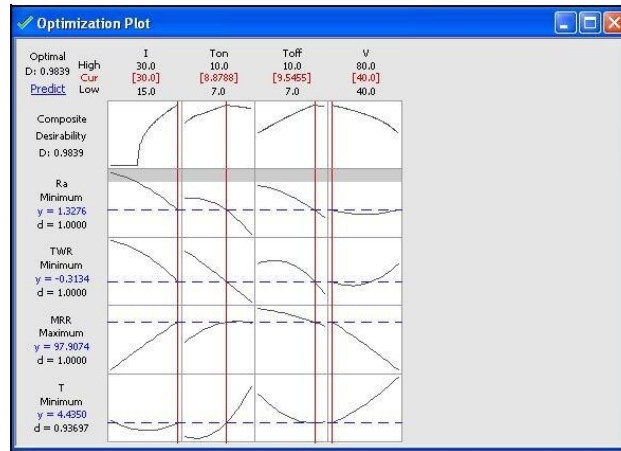 Optimization Plot
Optimal
D: 0.9839
Predict
High
Cur
Low
I
30.0
[30.0]
15.0
Ton
10.0
[8.8788]
7.0
Toff
10.0
[9.5455]
7.0
V
80.0
[40.0]
40.0
Composite
Desirability
D: 0.9839
Ra
Minimum
y = 1.3276
d = 1.0000
TWR
Minimum
y = -0.3134
d = 1.0000
MRR
Maximum
y = 97.9074
d = 1.0000
T
Minimum
y = 4.4350
d = 0.93697